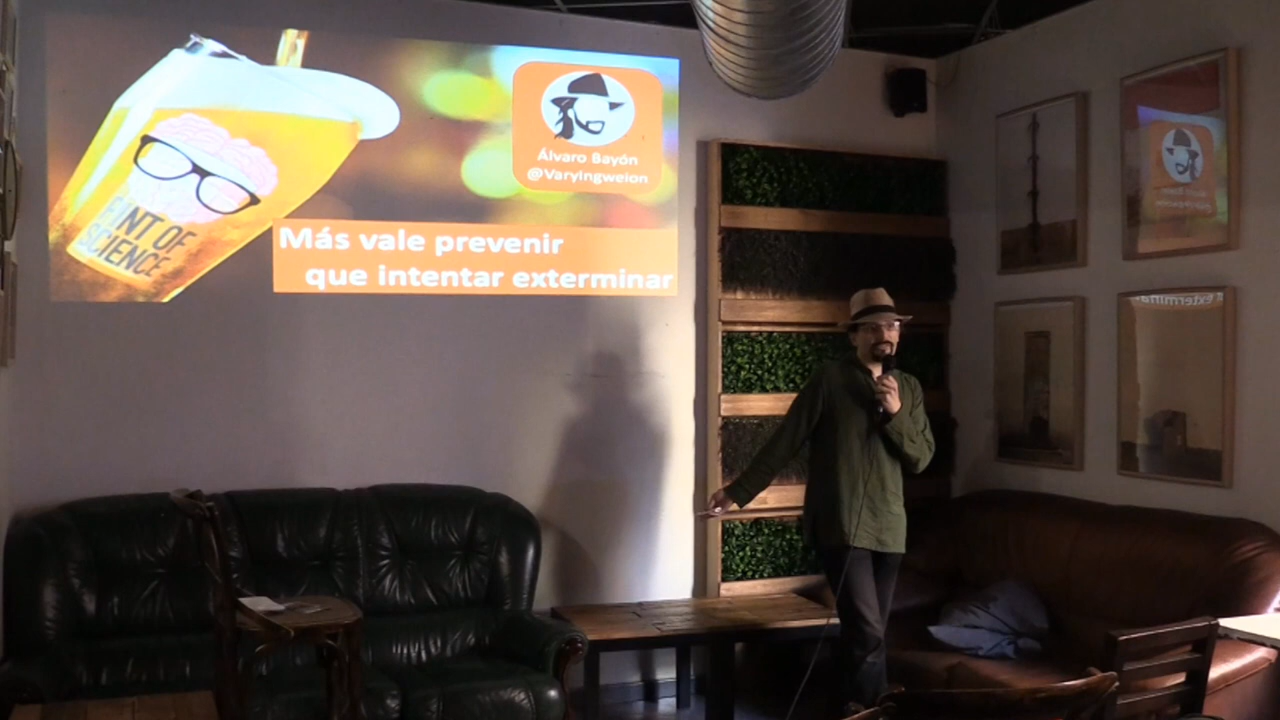 PINT OF
SCIENCE
Álvaro Bayón
@Varyingweion
Más vale prevenir
que intentar exterminar